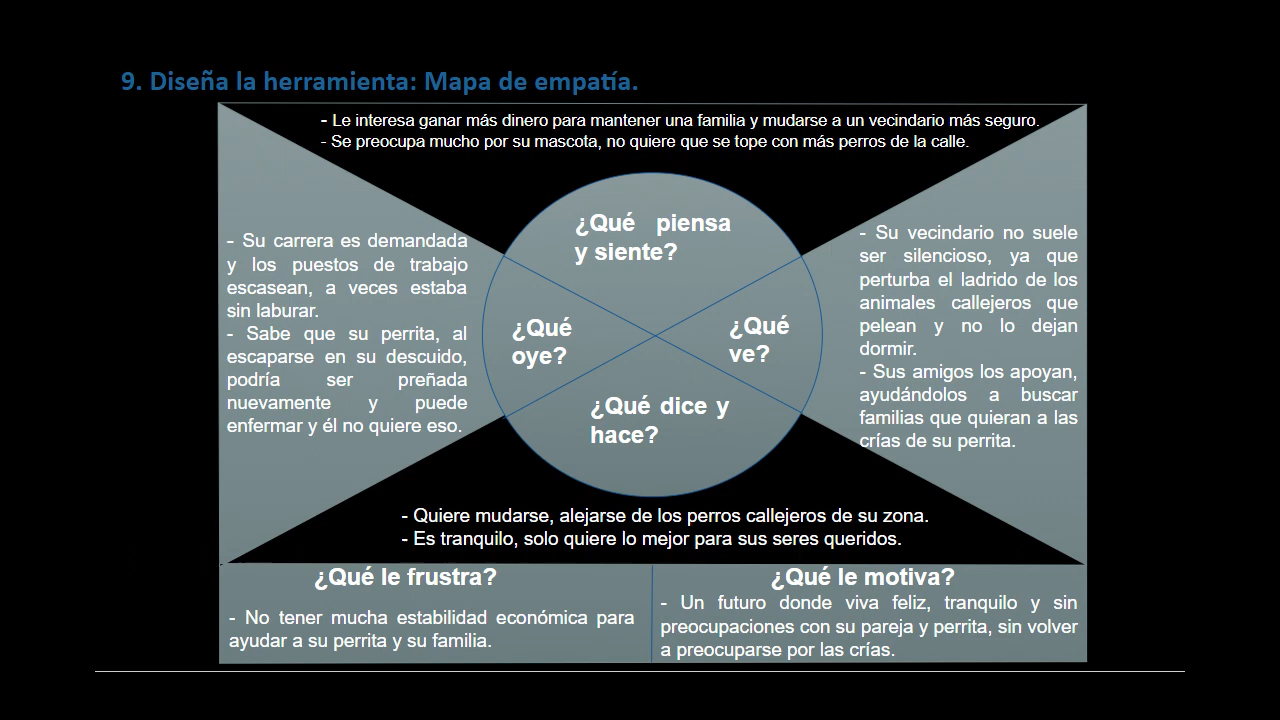 9. Diseña la herramienta: Mapa de empatía.
- Le interesa ganar más dinero para mantener una familia y mudarse a un vecindario más seguro.
- Se preocupa mucho por su mascota, no quiere que se tope con más perros de la calle.
¿Qué piensa
y siente?
- Su carrera es demandada
y los puestos de trabajo
escasean, a veces estaba
sin laburar.
- Sabe que su perrita, al
escaparse en su descuido,
podría ser preñada
nuevamente y puede
enfermar y él no quiere eso.
¿Qué
oye?
¿Qué
ve?
- Su vecindario no suele
ser silencioso, ya que
perturba el ladrido de los
animales callejeros que
pelean y no lo dejan
dormir.
- Sus amigos los apoyan,
ayudándolos a buscar
familias que quieran a las
crías de su perrita.
¿Qué dice y
hace?
- Quiere mudarse, alejarse de los perros callejeros de su zona.
- Es tranquilo, solo quiere lo mejor para sus seres queridos.
¿Qué le frustra?
- No tener mucha estabilidad económica para
ayudar a su perrita y su familia.
¿Qué le motiva?
- Un futuro donde viva feliz, tranquilo y sin
preocupaciones con su pareja y perrita, sin volver
a preocuparse por las crías.